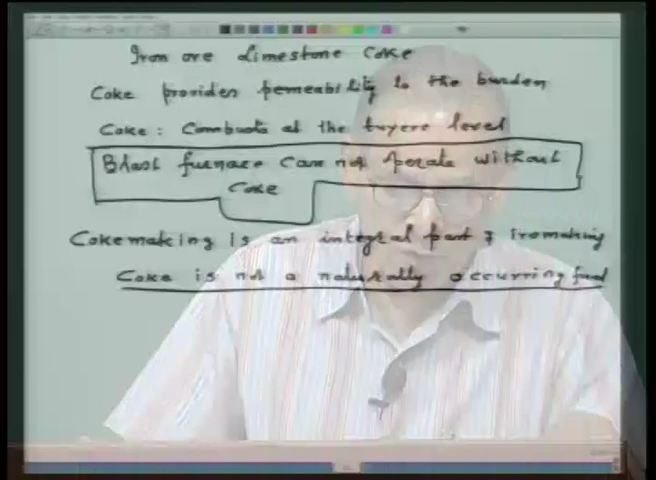 Iron ore Limestone Coke
Coke provides permeability to the burden
Coke: Combusts at the tuyere level
Blast furnace Can not operate without
Coke
Cokemaking is an integral part of ironmaking
Coke is not a naturally occurring fuel